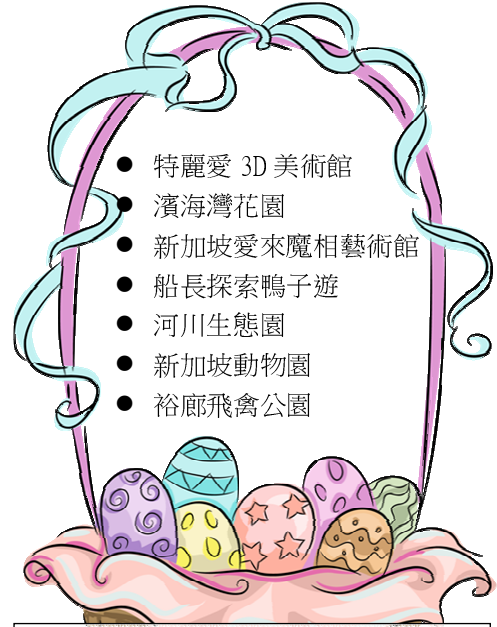 ● 特麗愛 3D 美術館
● 濱海灣花園
● 新加坡愛來魔相藝術館
● 船長探索鴨子遊
● 河川生態園
● 新加坡動物園
● 裕廊飛禽公園